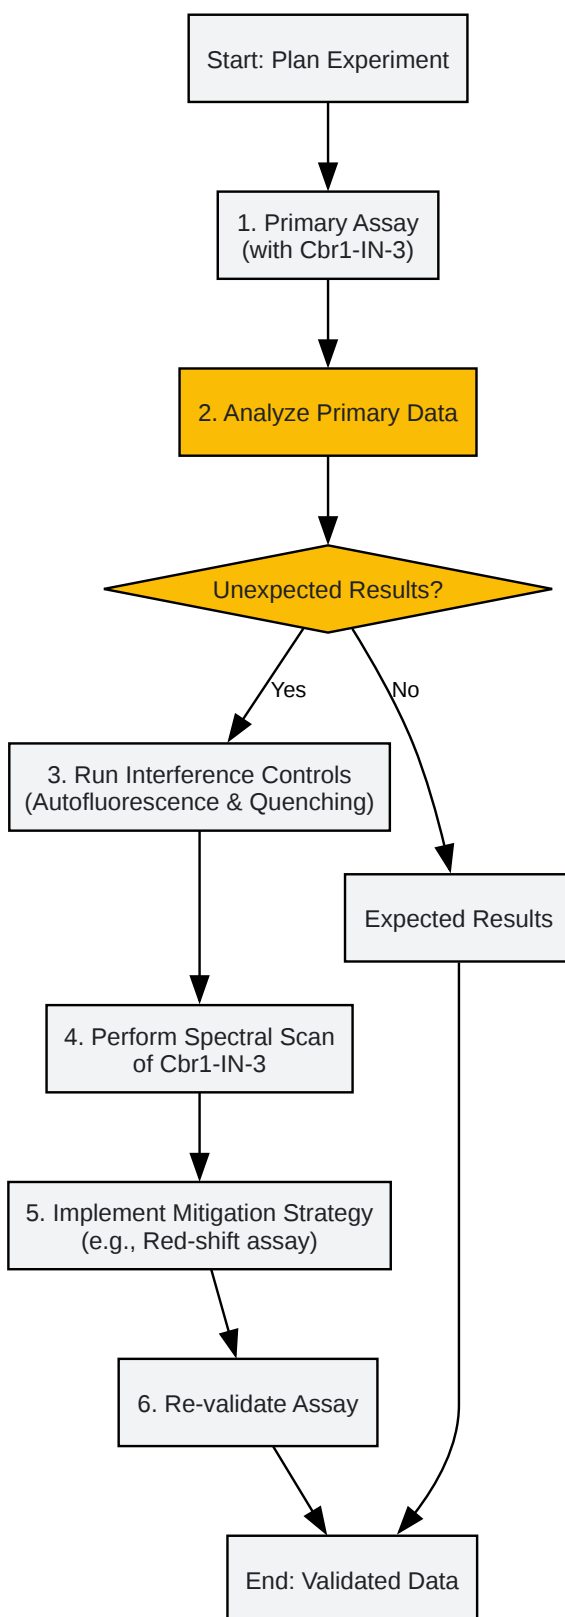 Start: Plan Experiment
1. Primary Assay
(with Cbr1-IN-3)
2. Analyze Primary Data
Unexpected Results?
Yes
No
3. Run Interference Controls
(Autofluorescence & Quenching)
Expected Results
4. Perform Spectral Scan
of Cbr1-IN-3
5. Implement Mitigation Strategy
(e.g., Red-shift assay)
6. Re-validate Assay
End: Validated Data